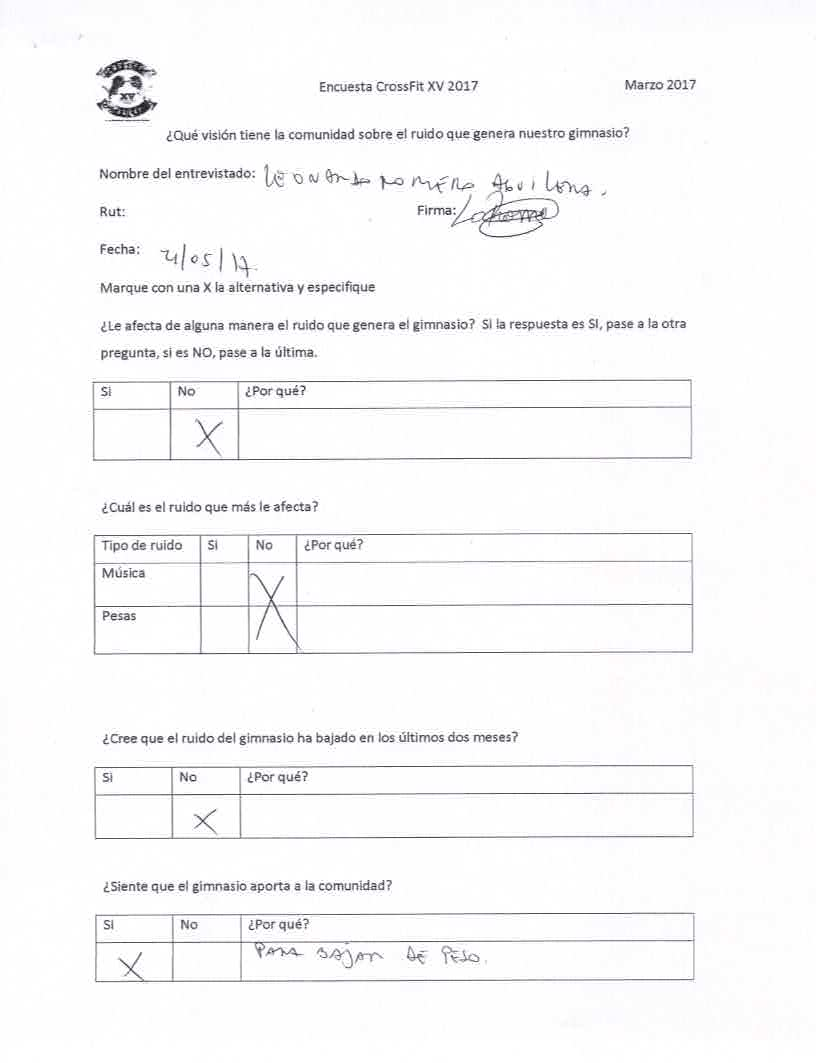 XV
Encuesta CrossFit XV 2017 Marzo 2017
¿Qué visión tiene la comunidad sobre el ruido que genera nuestro gimnasio?
Nombre del entrevistado: Leonardo Romero Aguilera.
Rut: Firma:
Fecha: 21/05/17.
Marque con una X la alternativa y especifique
¿Le afecta de alguna manera el ruido que genera el gimnasio? Si la respuesta es SI, pase a la otra
pregunta, si es NO, pase a la última.
Si No ¿Por qué?
X
¿Cuál es el ruido que más le afecta?
Tipo de ruido Si No ¿Por qué?
Música
X
Pesas
¿Cree que el ruido del gimnasio ha bajado en los últimos dos meses?
Si No ¿Por qué?
X
¿Siente que el gimnasio aporta a la comunidad?
Si No ¿Por qué?
X PARA BAJAR DE PESO.